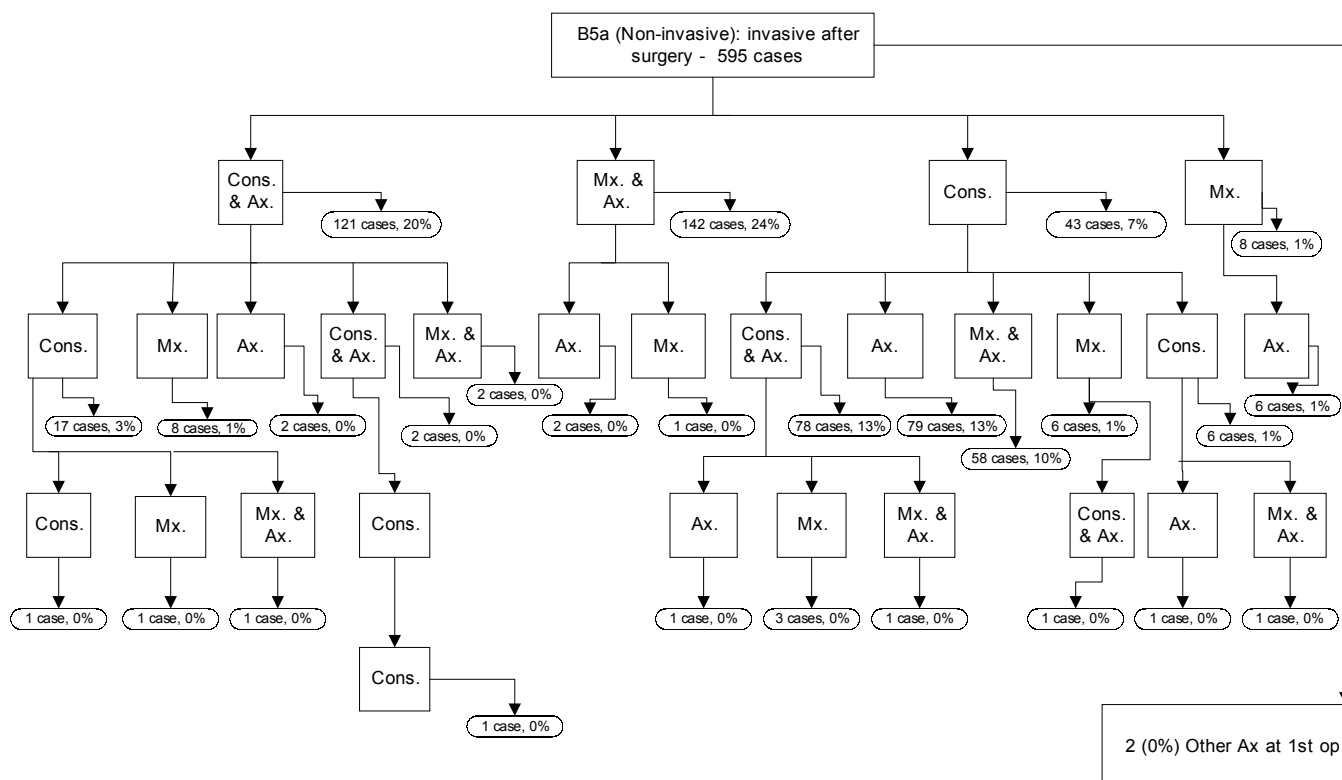 B5a (Non-invasive): invasive after
surgery - 595 cases
Cons.
& Ax.
121 cases, 20%
Mx. &
Ax.
142 cases, 24%
Cons.
43 cases, 7%
Mx.
8 cases, 1%
Cons.
17 cases, 3%
Mx.
8 cases, 1%
Ax.
2 cases, 0%
Cons.
& Ax.
2 cases, 0%
Mx. &
Ax.
2 cases, 0%
Ax.
2 cases, 0%
Mx.
1 case, 0%
Cons.
& Ax.
78 cases, 13%
Ax.
79 cases, 13%
Mx. &
Ax.
58 cases, 10%
Mx.
6 cases, 1%
Cons.
6 cases, 1%
Ax.
6 cases, 1%
Cons.
1 case, 0%
Mx.
1 case, 0%
Mx. &
Ax.
1 case, 0%
Cons.
Ax.
1 case, 0%
Mx.
3 cases, 0%
Mx. &
Ax.
1 case, 0%
Cons.
& Ax.
1 case, 0%
Ax.
1 case, 0%
Mx. &
Ax.
1 case, 0%
Cons.
1 case, 0%
2 (0%) Other Ax at 1st op